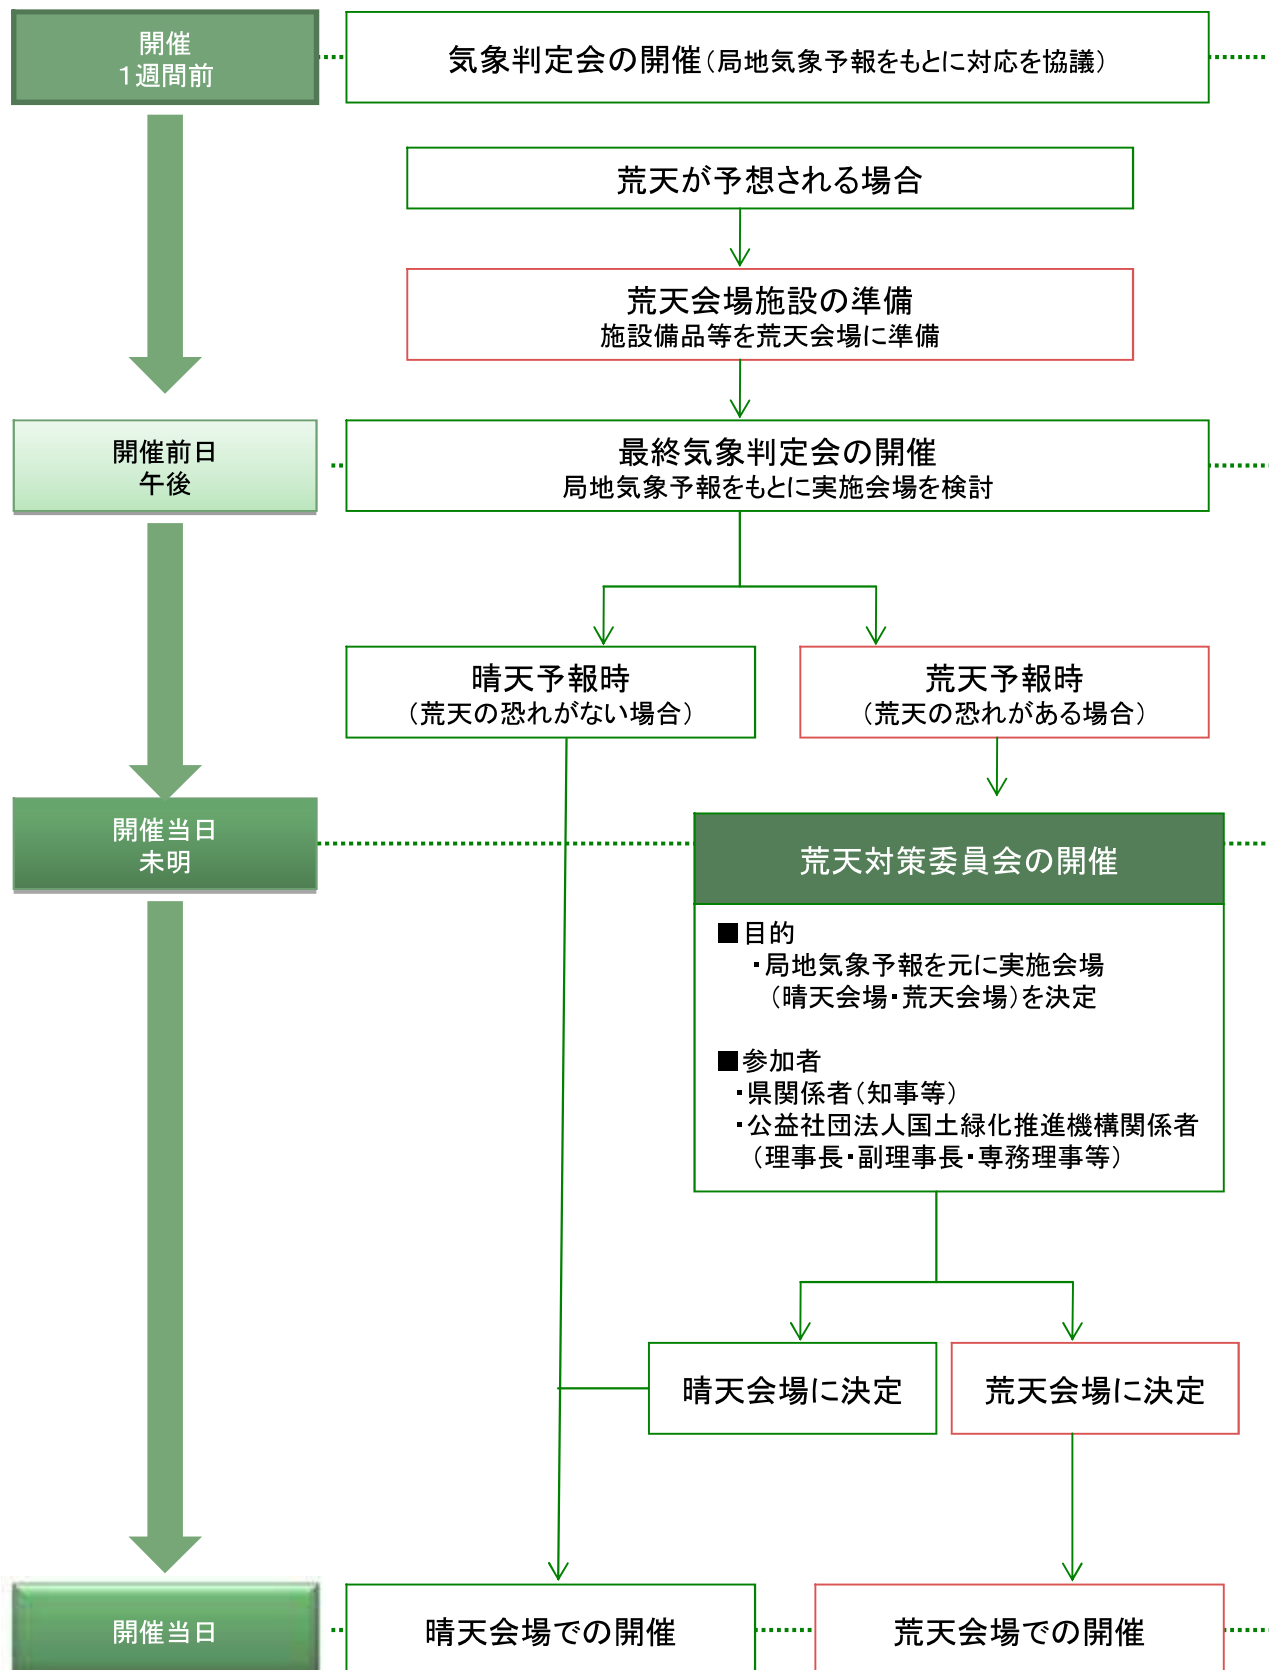 開催
１週間前
気象判定会の開催（局地気象予報をもとに対応を協議）
荒天が予想される場合
荒天会場施設の準備
施設備品等を荒天会場に準備
開催前日
午後
最終気象判定会の開催
局地気象予報をもとに実施会場を検討
晴天予報時
（荒天の恐れがない場合）
荒天予報時
（荒天の恐れがある場合）
開催当日
未明
荒天対策委員会の開催
■目的
・局地気象予報を元に実施会場
（晴天会場・荒天会場）を決定
■参加者
・県関係者（知事等）
・公益社団法人国土緑化推進機構関係者
（理事長・副理事長・専務理事等）
晴天会場に決定
荒天会場に決定
開催当日
晴天会場での開催
荒天会場での開催